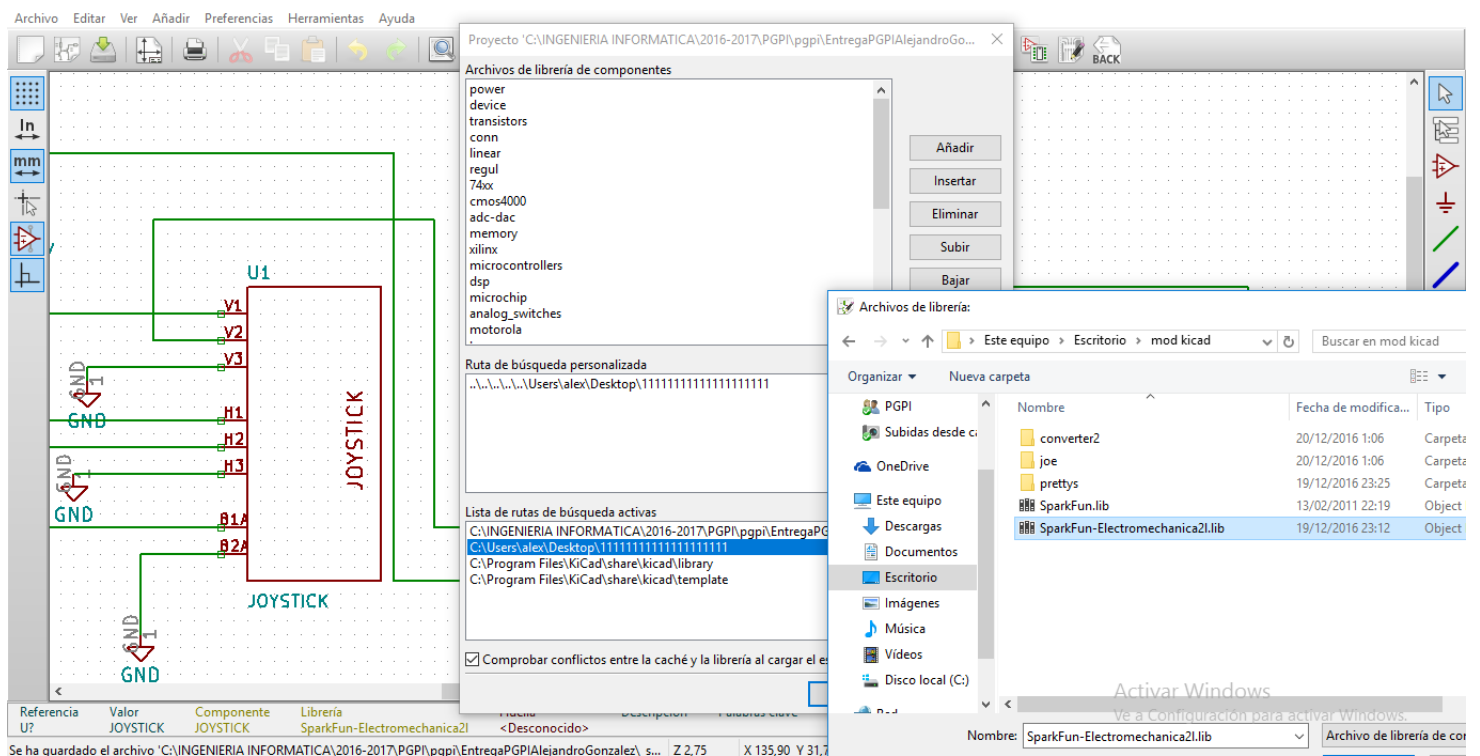 Archivo Editar Ver Añadir Preferencias Herramientas Ayuda
Proyecto 'C:\INGENIERIA INFORMATICA\2016-2017\PGPI\pgpi\EntregaPGPIAlejandroGo...
BACK
Archivos de librería de componentes
power
device
transistors
conn
linear
regul
74xx
cmos4000
adc-dac
memory
xilinx
microcontrollers
dsp
microchip
analog_switches
motorola
Añadir
Insertar
Eliminar
Subir
Bajar
In
mm
U1
V1
V2
V3
H1
H2
H3
B1A
B2A
JOYSTICK
JOYSTICK
GND 1
GND
GND 1
GND
GND 1
GND
Ruta de búsqueda personalizada
..\..\..\..\..\Users\alex\Desktop\11111111111111111111
Lista de rutas de búsqueda activas
C:\INGENIERIA INFORMATICA\2016-2017\PGPI\pgpi\EntregaPG
C:\Users\alex\Desktop\11111111111111111111
C:\Program Files\KiCad\share\kicad\library
C:\Program Files\KiCad\share\kicad\template
Comprobar conflictos entre la caché y la librería al cargar el es
Archivos de librería:
Este equipo > Escritorio > mod kicad
Buscar en mod kicad
Organizar Nueva carpeta
PGPI
Subidas desde ca
OneDrive
Este equipo
Descargas
Documentos
Escritorio
Imágenes
Música
Vídeos
Disco local (C:)
Red
Nombre Fecha de modifica... Tipo
converter2 20/12/2016 1:06 Carpeta
joe 20/12/2016 1:06 Carpeta
prettys 19/12/2016 23:25 Carpeta
SparkFun.lib 13/02/2011 22:19 Object
SparkFun-Electromechanica2l.lib 19/12/2016 23:12 Object
Activar Windows
Ve a Configuración para activar Windows.
Nombre: SparkFun-Electromechanica2l.lib Archivo de librería de cor
Referencia Valor Componente Librería Huella Descripción Palabras clave
U? JOYSTICK JOYSTICK SparkFun-Electromechanica2l <Desconocido>
Se ha guardado el archivo 'C:\INGENIERIA INFORMATICA\2016-2017\PGPI\pgpi\EntregaPGPIAlejandroGonzalez\_s... Z 2,75 X 135,90 Y 31,7